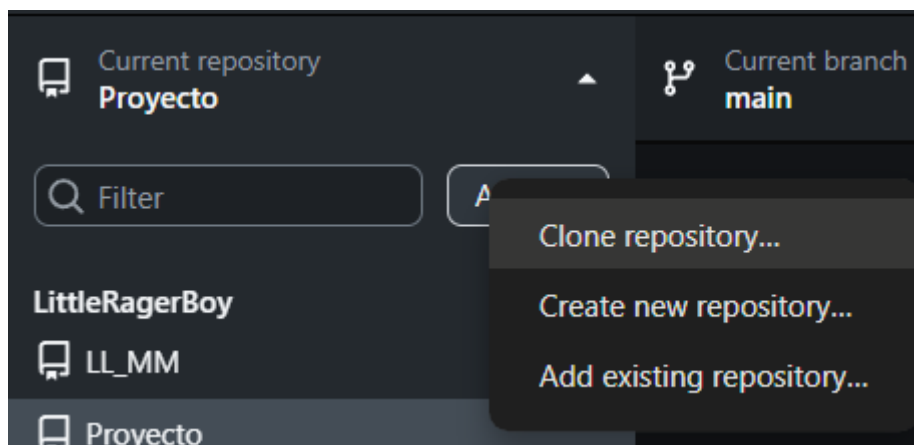 Current repository
Proyecto
Current branch
main
Filter
Clone repository...
Create new repository...
Add existing repository...
LittleRagerBoy
LL_MM
Proyecto